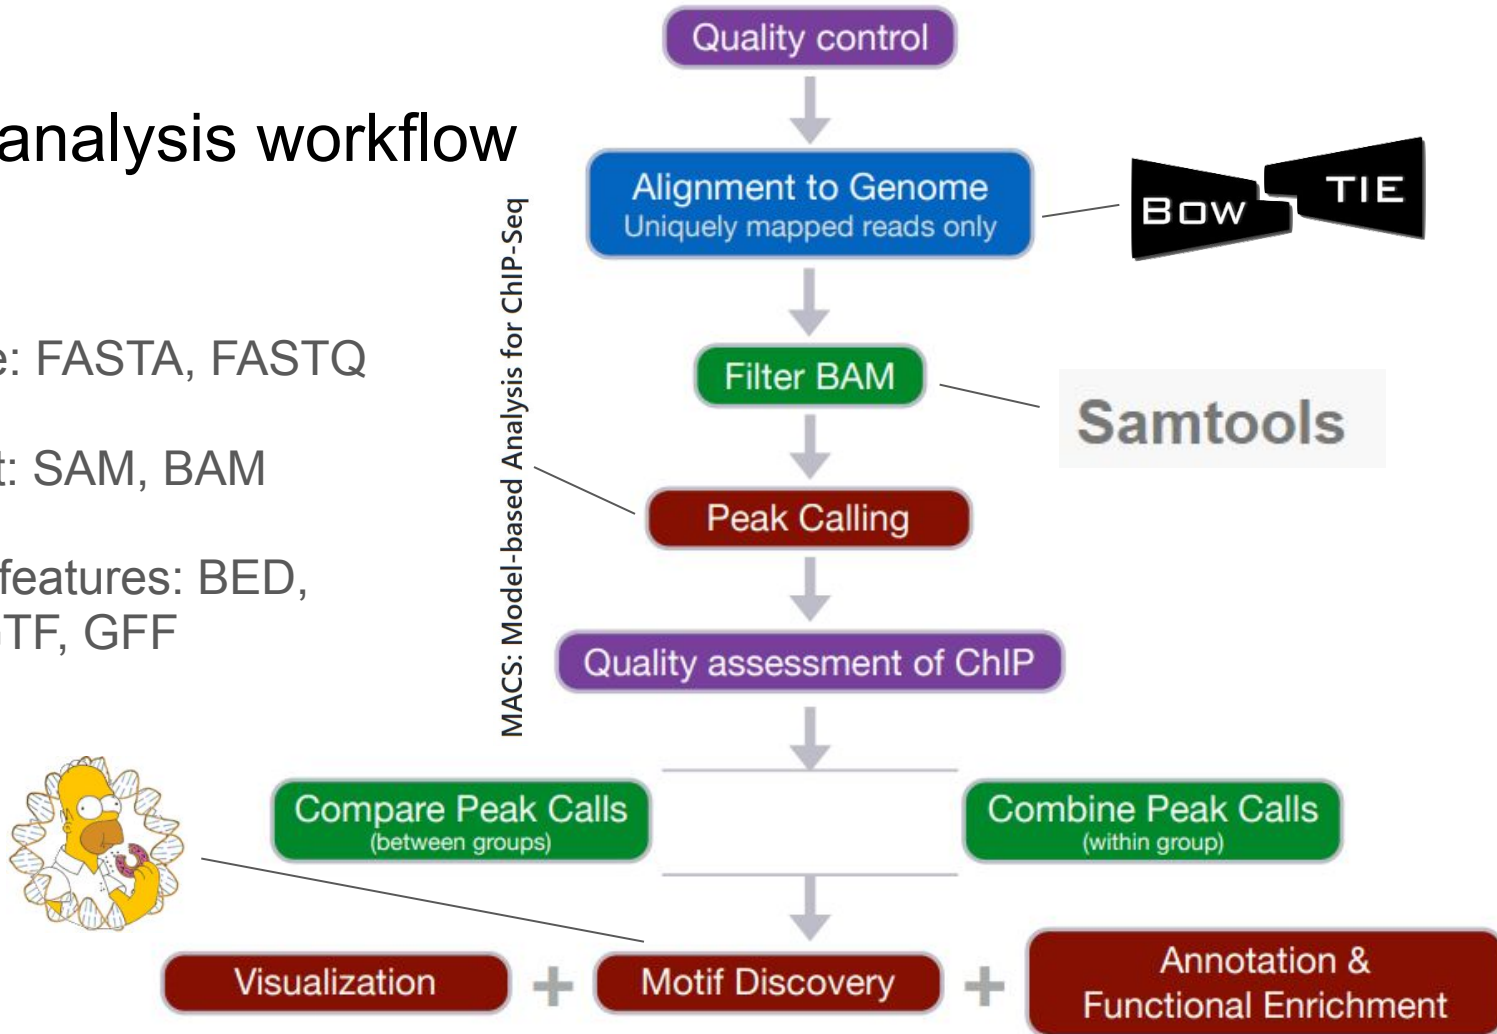 Quality control
analysis workflow
Alignment to Genome
Uniquely mapped reads only
BOW TIE
MACS: Model-based Analysis for ChIP-Seq
e: FASTA, FASTQ
Filter BAM
Samtools
t: SAM, BAM
Peak Calling
features: BED,
GTF, GFF
Quality assessment of ChIP
Compare Peak Calls
(between groups)
Combine Peak Calls
(within group)
Visualization + Motif Discovery + Annotation &
Functional Enrichment